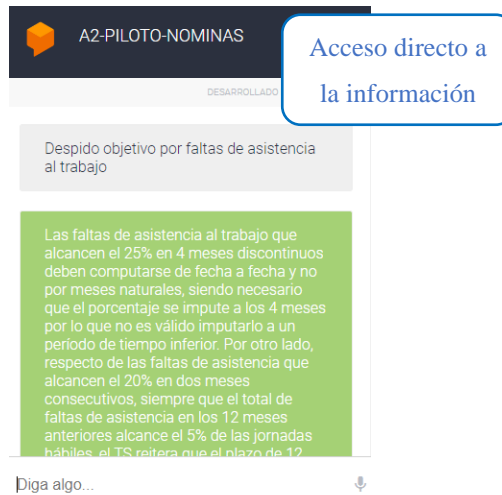 A2-PILOTO-NOMINAS
Acceso directo a
la información
DESARROLLADO
Despido objetivo por faltas de asistencia
al trabajo
Las faltas de asistencia al trabajo que
alcancen el 25% en 4 meses discontinuos
deben computarse de fecha a fecha y no
por meses naturales, siendo necesario
que el porcentaje se impute a los 4 meses
por lo que no es válido imputarlo a un
período de tiempo inferior. Por otro lado,
respecto de las faltas de asistencia que
alcancen el 20% en dos meses
consecutivos, siempre que el total de
faltas de asistencia en los 12 meses
anteriores alcance el 5% de las jornadas
hábiles, el TS reitera que el plazo de 12
Diga algo...